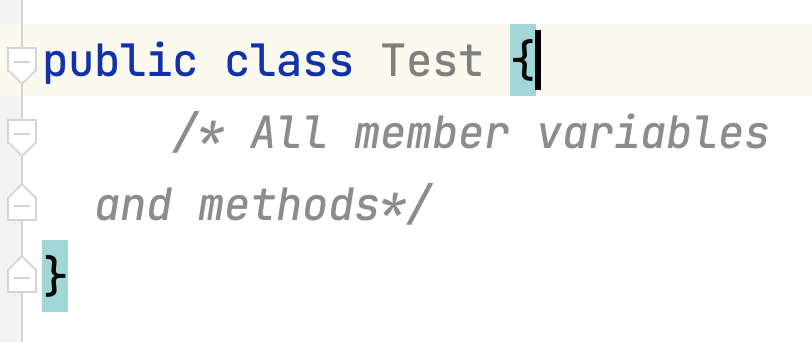 public class Test {
/* All member variables
and methods*/
}